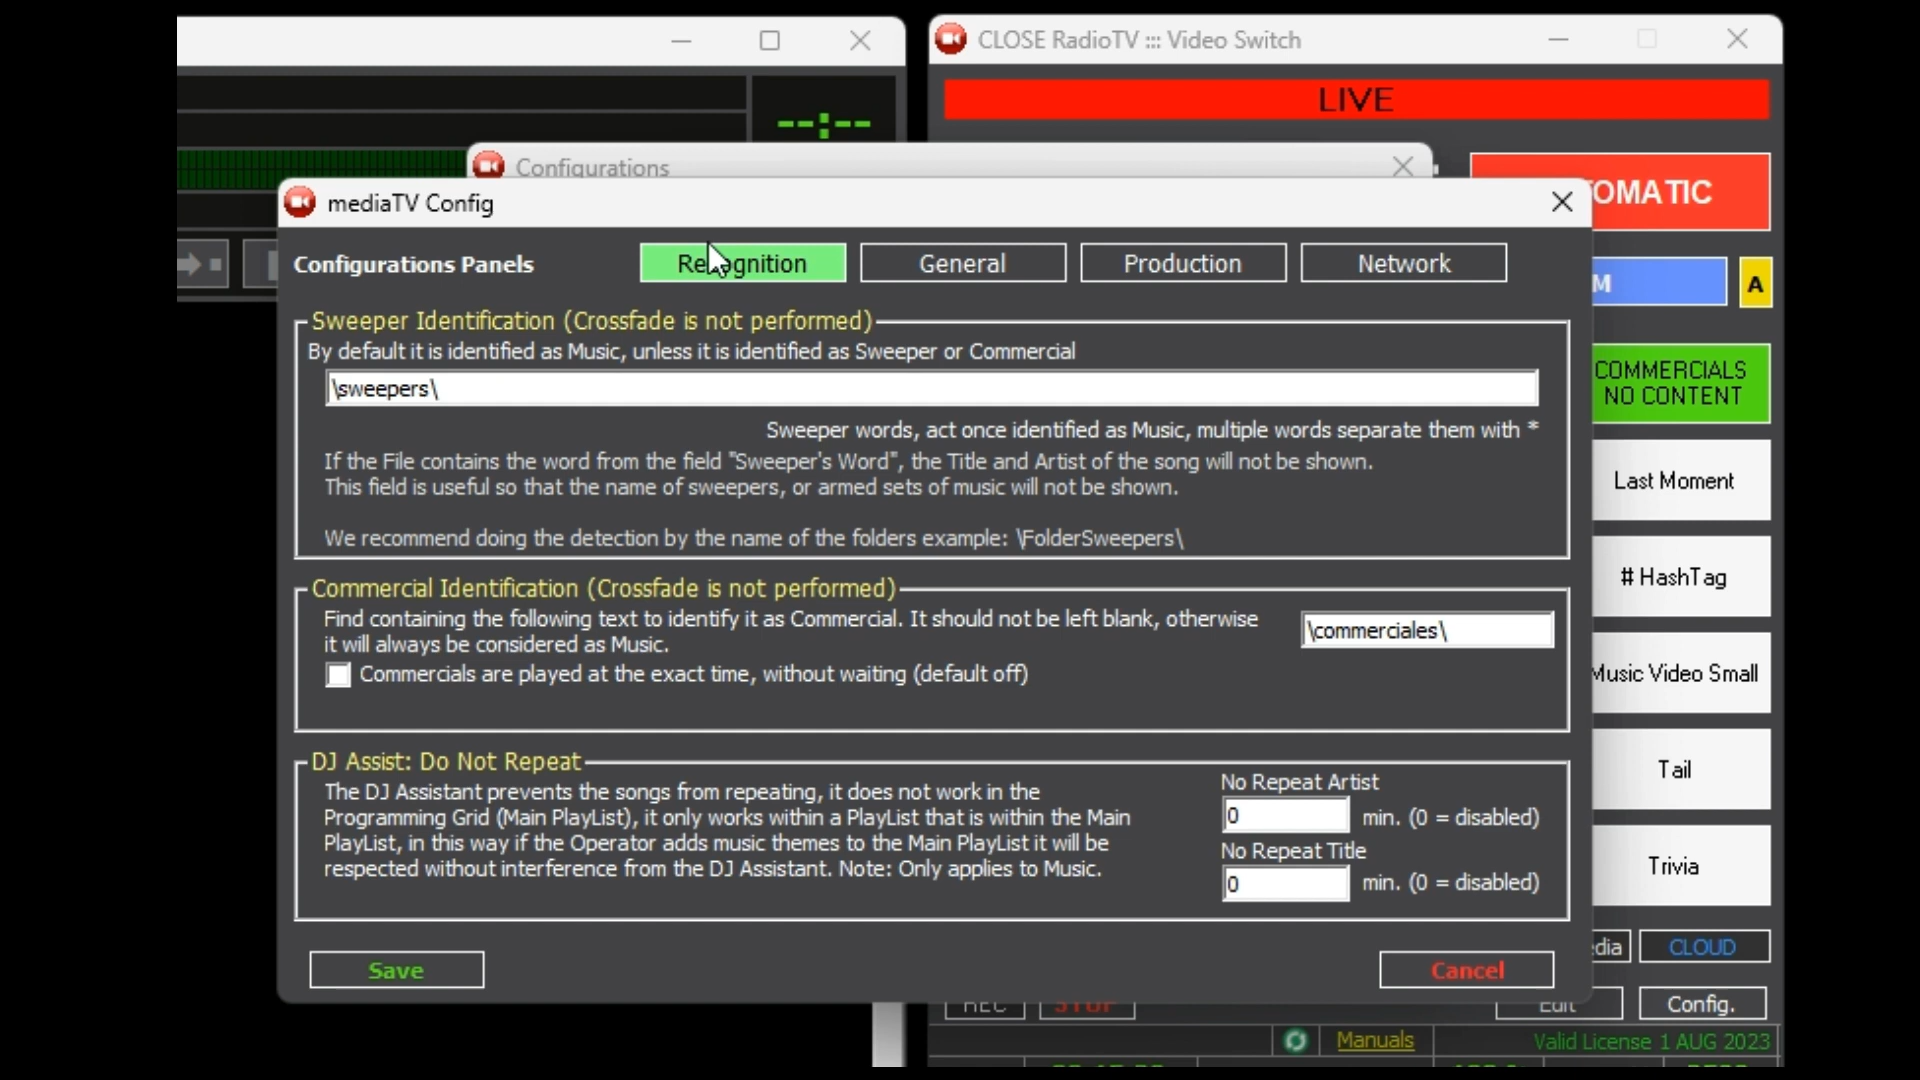 CLOSE RadioTV ::: Video Switch
LIVE
--:--
Configurations
mediaTV Config
Configurations Panels
Recognition
General
Production
Network
A
Sweeper Identification (Crossfade is not performed)
By default it is identified as Music, unless it is identified as Sweeper or Commercial
\sweepers\
Sweeper words, act once identified as Music, multiple words separate them with *
If the File contains the word from the field "Sweeper's Word", the Title and Artist of the song will not be shown.
This field is useful so that the name of sweepers, or armed sets of music will not be shown.
We recommend doing the detection by the name of the folders example: \FolderSweepers\
COMMERCIALS
NO CONTENT
Last Moment
# HashTag
Commercial Identification (Crossfade is not performed)
Find containing the following text to identify it as Commercial. It should not be left blank, otherwise
it will always be considered as Music.
\commerciales\
Commercials are played at the exact time, without waiting (default off)
Music Video Small
Tail
Trivia
DJ Assist: Do Not Repeat
The DJ Assistant prevents the songs from repeating, it does not work in the
Programming Grid (Main PlayList), it only works within a PlayList that is within the Main
PlayList, in this way if the Operator adds music themes to the Main PlayList it will be
respected without interference from the DJ Assistant. Note: Only applies to Music.
No Repeat Artist
0 min. (0 = disabled)
No Repeat Title
0 min. (0 = disabled)
Save
Cancel
CLOUD
REC
STOP
Edit
Config.
Manuals
Valid License 1 AUG 2023